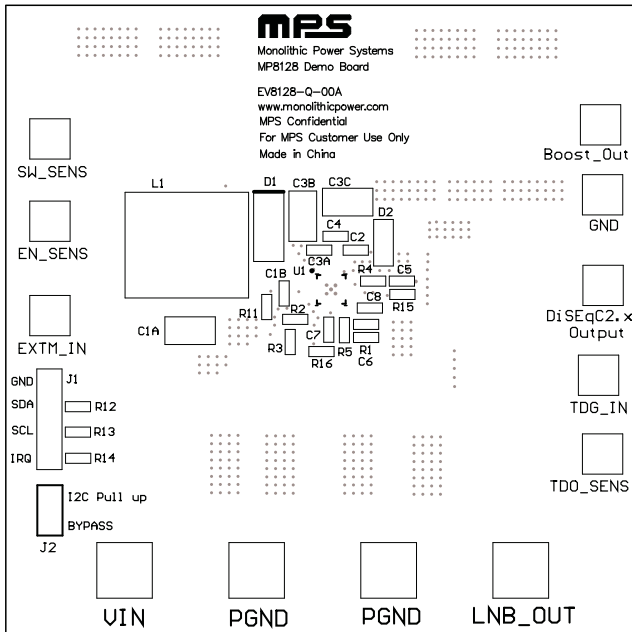 MPS
Monolithic Power Systems
MP8128 Demo Board
EV8128-Q-00A
www.monolithicpower.com
MPS Confidential
For MPS Customer Use Only
Made in China
SW_SENS
Boost_Out
L1
D1
C3B
C3C
GND
EN_SENS
C4
C2
D2
C3A
U1
C1B
R4
C5
R15
EXTM_IN
C1A
R11
R2
C8
DiSEqC2.x
Output
R3
C7
R5
R1
R16
C6
GND
J1
SDA
R12
SCL
R13
IRQ
R14
TDG_IN
TDO_SENS
I2C Pull up
BYPASS
J2
VIN
PGND
PGND
LNB_OUT